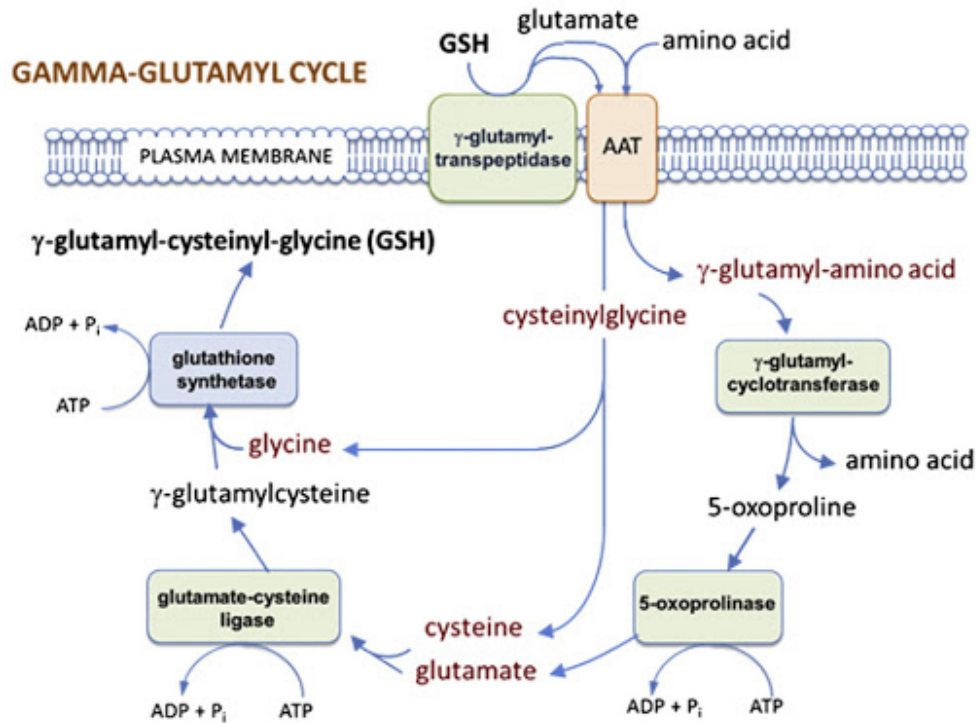 glutamate
GSH
amino acid
GAMMA-GLUTAMYL CYCLE
γ-glutamyl-
transpeptidase
AAT
PLASMA MEMBRANE
γ-glutamyl-cysteinyl-glycine (GSH)
γ-glutamyl-amino acid
cysteinylglycine
ADP + Pi
glutathione
synthetase
γ-glutamyl-
cyclotransferase
ATP
glycine
amino acid
γ-glutamylcysteine
5-oxoproline
glutamate-cysteine
ligase
5-oxoprolinase
cysteine
glutamate
ADP + Pi
ATP
ADP + Pi
ATP